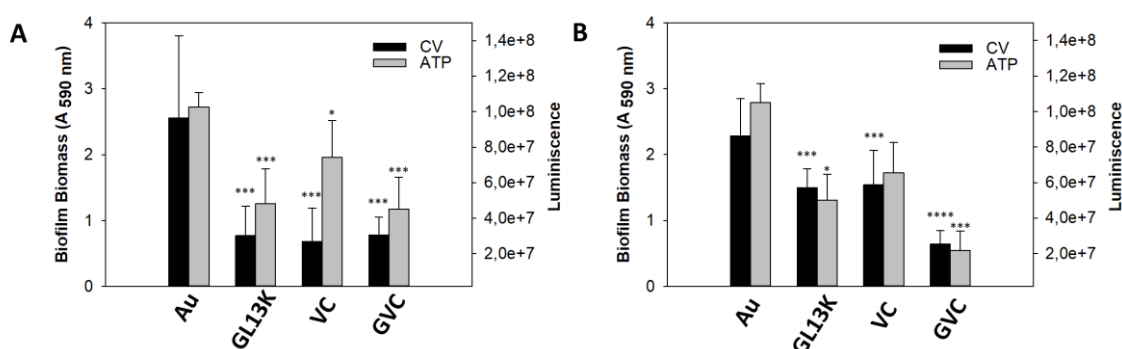 A
Biofilm Biomass (A 590 nm)
4
3
2
1
0
CV
ATP
***
***
***
*
***
***
Au
GL13K
VC
GVC
1,4e+8
1,2e+8
1,0e+8
8,0e+7
6,0e+7
4,0e+7
2,0e+7
Luminiscence
B
Biofilm Biomass (A 590 nm)
4
3
2
1
0
CV
ATP
***
*
***
****
***
Au
GL13K
VC
GVC
1,4e+8
1,2e+8
1,0e+8
8,0e+7
6,0e+7
4,0e+7
2,0e+7
Luminiscence